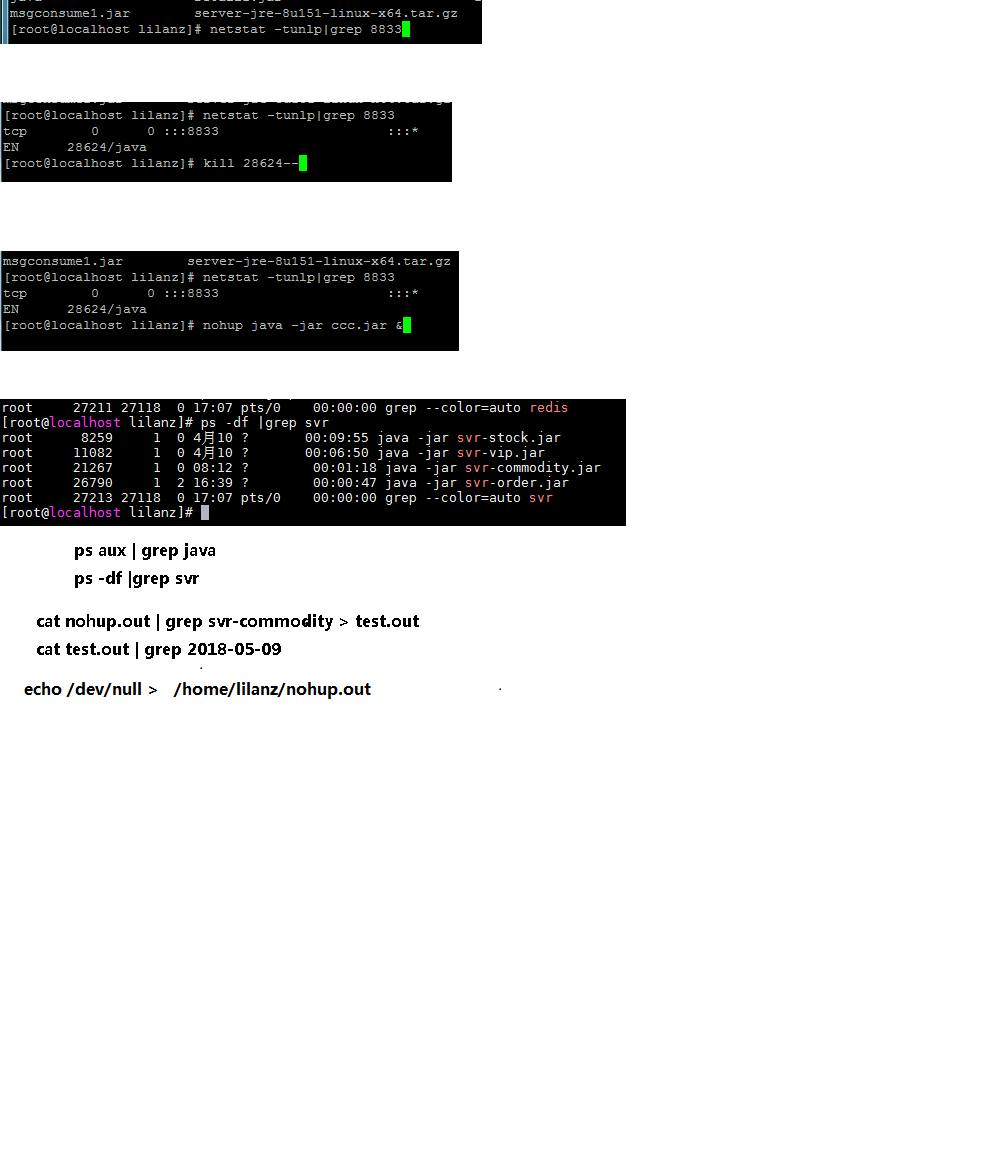 msgconsume1.jar server-jre-8u151-linux-x64.tar.gz
[root@localhost lilanz]# netstat -tunlp|grep 8833
[root@localhost lilanz]# netstat -tunlp|grep 8833
tcp 0 0 :::8833 :::*
EN 28624/java
[root@localhost lilanz]# kill 28624--
msgconsume1.jar server-jre-8u151-linux-x64.tar.gz
[root@localhost lilanz]# netstat -tunlp|grep 8833
tcp 0 0 :::8833 :::*
EN 28624/java
[root@localhost lilanz]# nohup java -jar ccc.jar &
root 27211 27118 0 17:07 pts/0 00:00:00 grep --color=auto redis
[root@localhost lilanz]# ps -df |grep svr
root 8259 1 0 4月10 ? 00:09:55 java -jar svr-stock.jar
root 11082 1 0 4月10 ? 00:06:50 java -jar svr-vip.jar
root 21267 1 0 08:12 ? 00:01:18 java -jar svr-commodity.jar
root 26790 1 2 16:39 ? 00:00:47 java -jar svr-order.jar
root 27213 27118 0 17:07 pts/0 00:00:00 grep --color=auto svr
[root@localhost lilanz]#
ps aux | grep java
ps -df |grep svr
cat nohup.out | grep svr-commodity > test.out
cat test.out | grep 2018-05-09
echo /dev/null > /home/lilanz/nohup.out